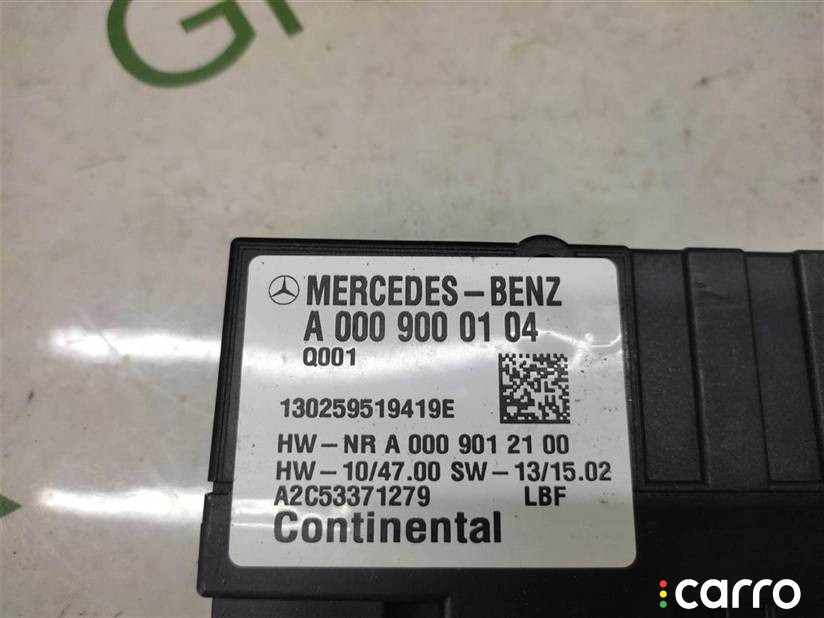 MERCEDES-BENZ
A 000 900 01 04
Q001
130259519419E
HW-NR A 000 901 21 00
HW-10/47.00 SW-13/15.02
A2C53371279 LBF
Continental
carro